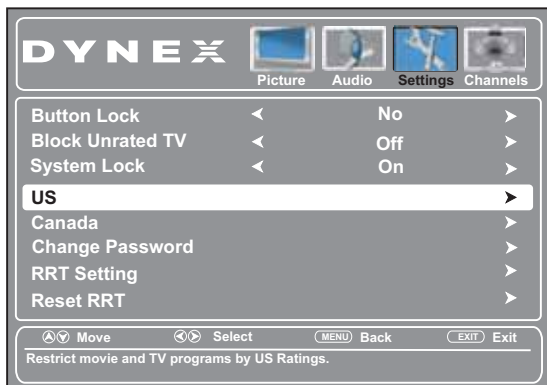 DYNEX
Picture Audio Settings Channels
Button Lock No
Block Unrated TV Off
System Lock On
US
Canada
Change Password
RRT Setting
Reset RRT
Move Select MENU Back EXIT Exit
Restrict movie and TV programs by US Ratings.